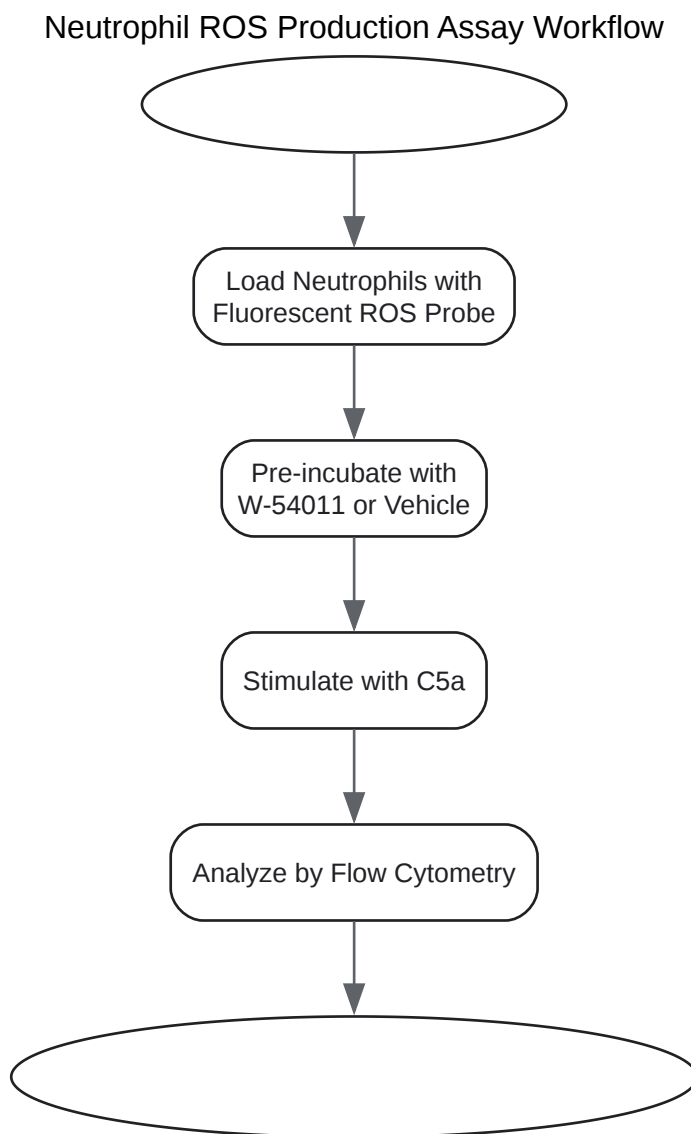 Neutrophil ROS Production Assay Workflow
Load Neutrophils with
Fluorescent ROS Probe
Pre-incubate with
W-54011 or Vehicle
Stimulate with C5a
Analyze by Flow Cytometry